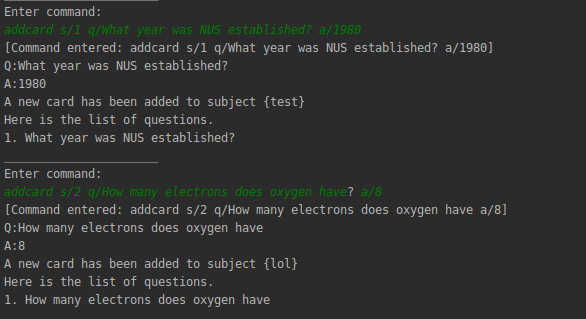 Enter command:
addcard s/1 q/What year was NUS established? a/1980
[Command entered: addcard s/1 q/What year was NUS established? a/1980]
Q:What year was NUS established?
A:1980
A new card has been added to subject {test}
Here is the list of questions.
1. What year was NUS established?
______________________
Enter command:
addcard s/2 q/How many electrons does oxygen have? a/8
[Command entered: addcard s/2 q/How many electrons does oxygen have a/8]
Q:How many electrons does oxygen have
A:8
A new card has been added to subject {lol}
Here is the list of questions.
1. How many electrons does oxygen have